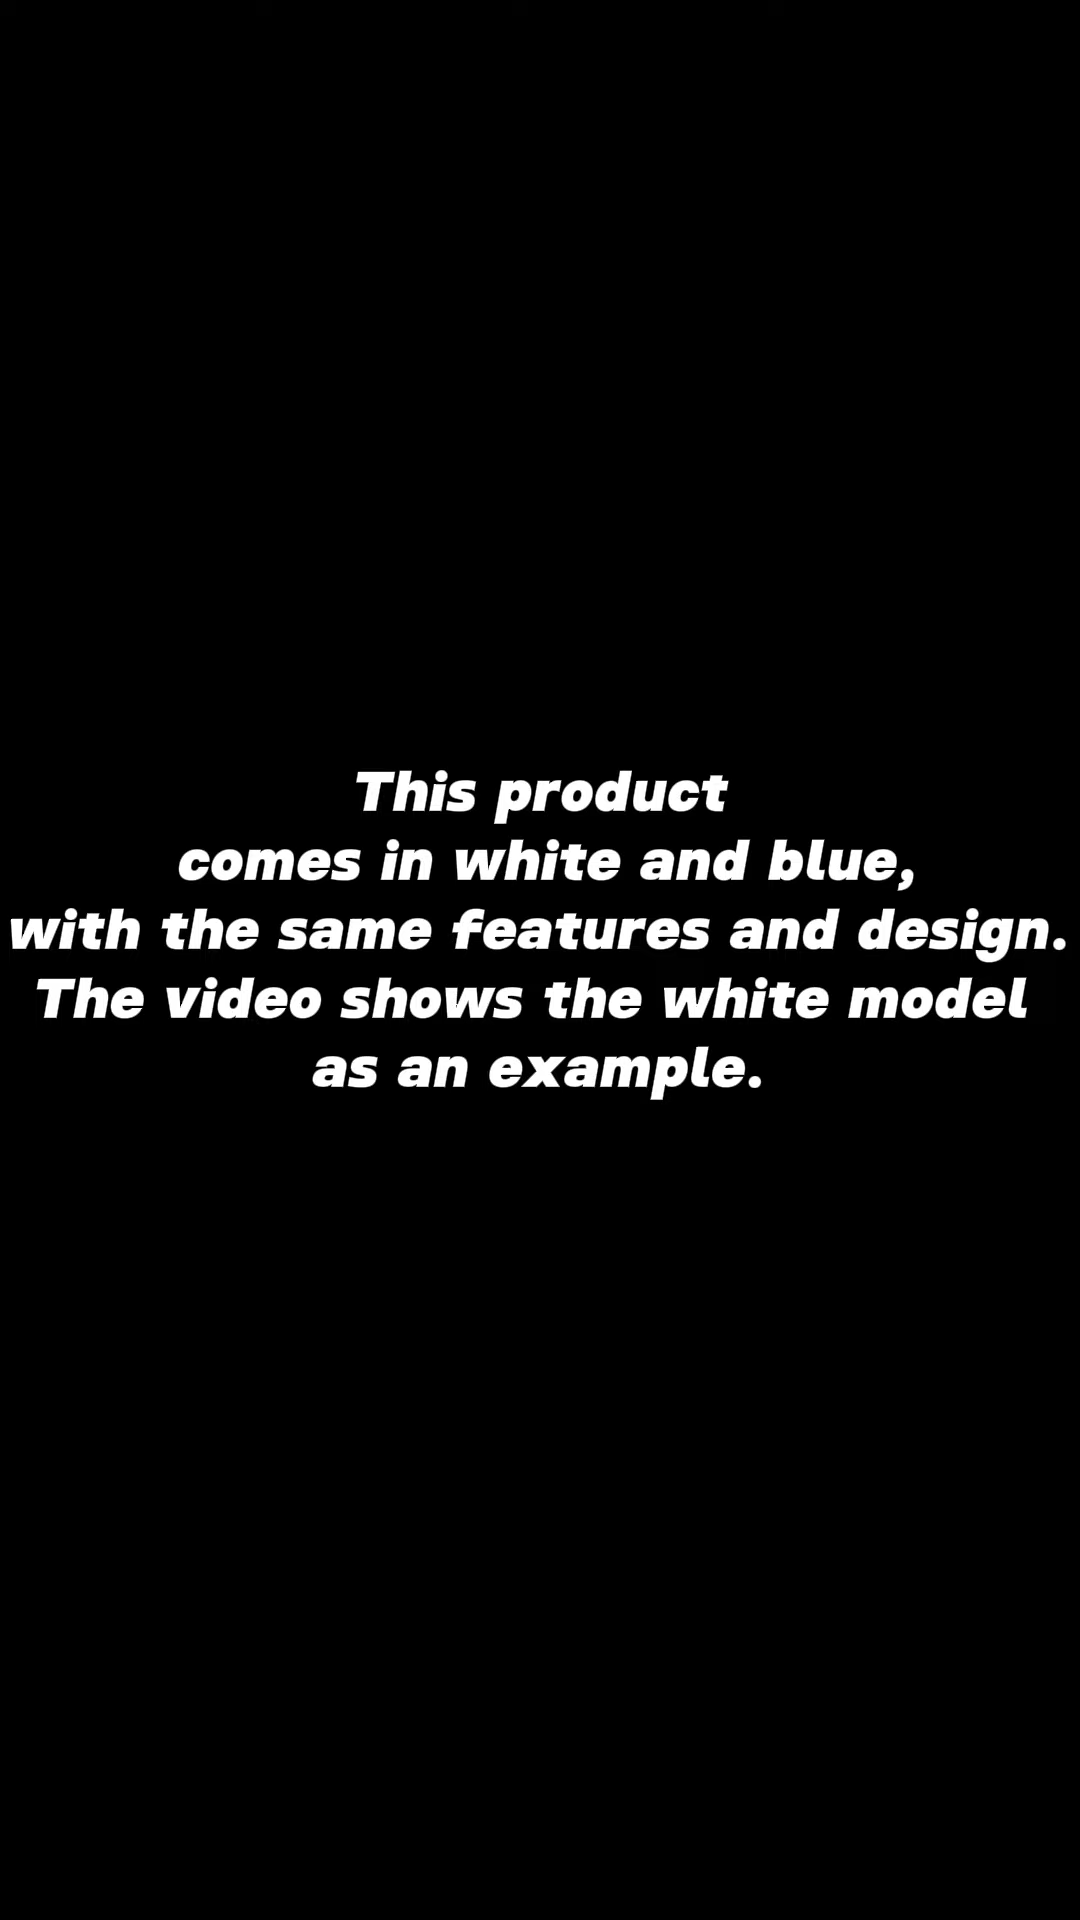 This product
comes in white and blue,
with the same features and design.
The video shows the white model
as an example.